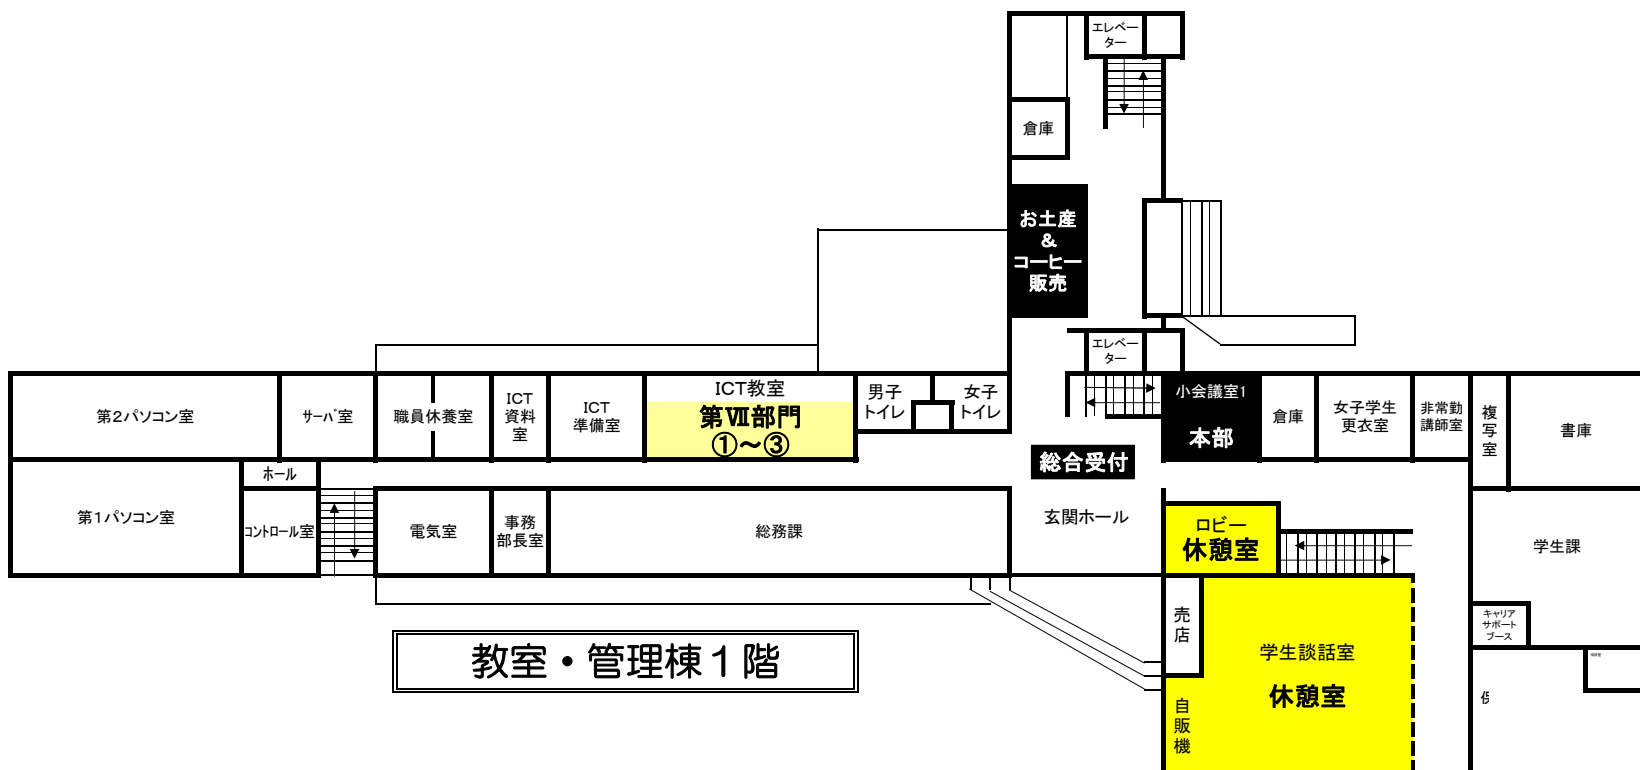 エレベー
ター
倉庫
お土産
&
コーヒー
販売
エレベー
ター
第2パソコン室
サーバ室
職員休養室
ICT
資料
室
ICT
準備室
ICT教室
第Ⅶ部門
①～③
男子
トイレ
女子
トイレ
小会議室1
本部
倉庫
女子学生
更衣室
非常勤
講師室
複
写
室
書庫
総合受付
ホール
第1パソコン室
コントロール室
電気室
事務
部長室
総務課
玄関ホール
ロビー
休憩室
学生課
売
店
キャリア
サポート
ブース
教室・管理棟1階
学生談話室
休憩室
自
販
機